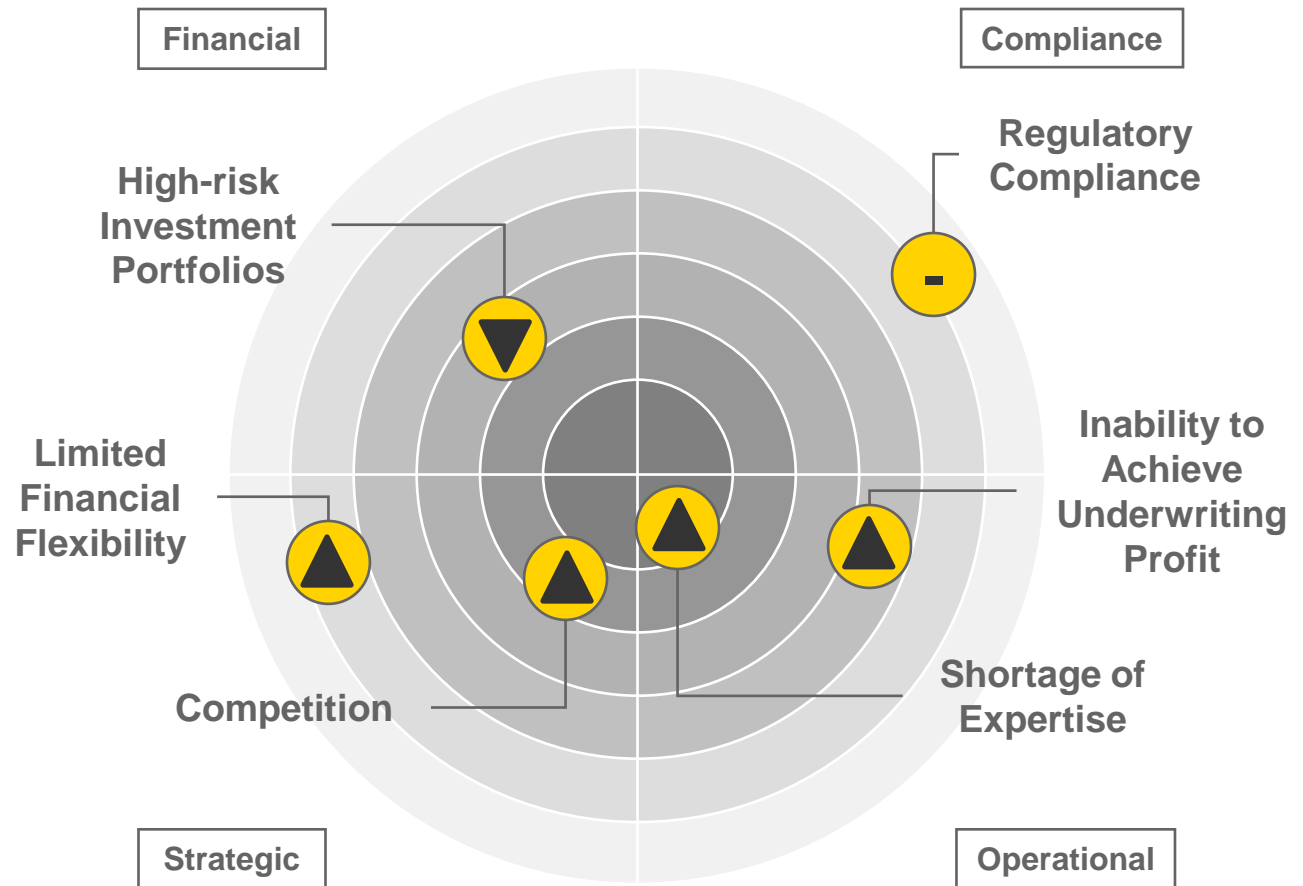 Financial
Compliance
Regulatory
Compliance
High-risk
Investment
Portfolios
-
Limited
Financial
Flexibility
Inability to
Achieve
Underwriting
Profit
Shortage of
Expertise
Competition
Strategic
Operational